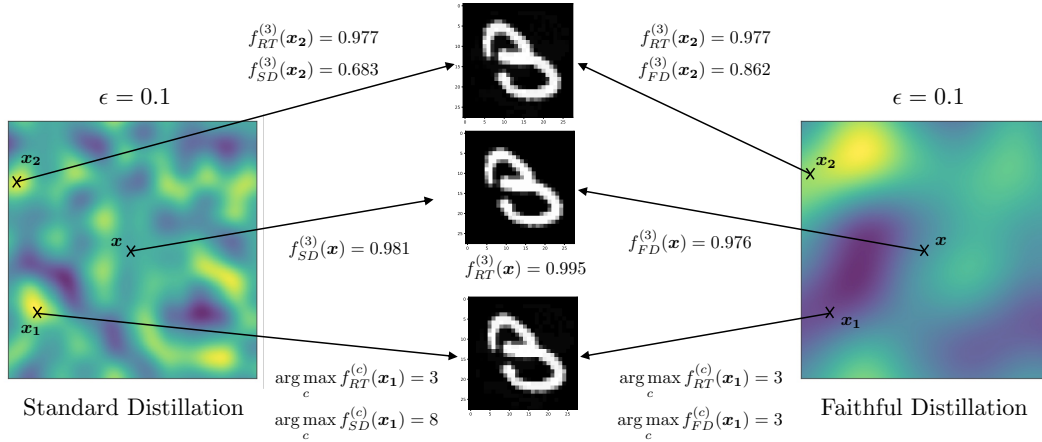 f_{RT}^{(3)}(x_2) = 0.977
f_{SD}^{(3)}(x_2) = 0.683
f_{RT}^{(3)}(x_2) = 0.977
f_{FD}^{(3)}(x_2) = 0.862
ϵ = 0.1
ϵ = 0.1
x_2
x_2
x
x
f_{SD}^{(3)}(x) = 0.981
f_{FD}^{(3)}(x) = 0.976
f_{RT}^{(3)}(x) = 0.995
x_1
x_1
arg max_c f_{RT}^{(c)}(x_1) = 3
arg max_c f_{SD}^{(c)}(x_1) = 8
arg max_c f_{RT}^{(c)}(x_1) = 3
arg max_c f_{FD}^{(c)}(x_1) = 3
Standard Distillation
Faithful Distillation